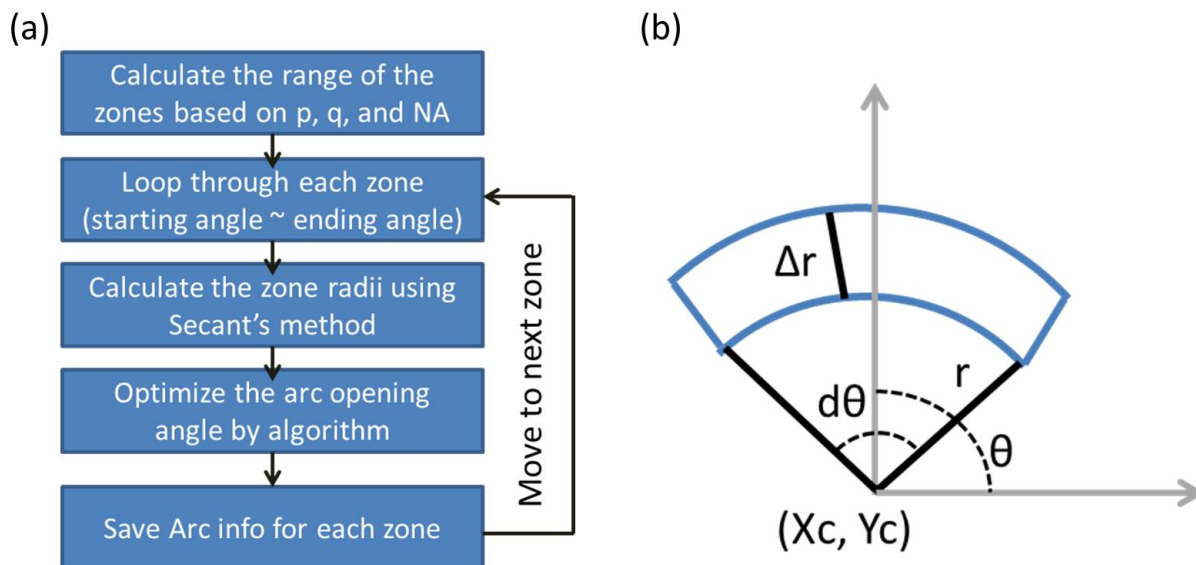 (a)
Calculate the range of the
zones based on p, q, and NA
Loop through each zone
(starting angle ~ ending angle)
Calculate the zone radii using
Secant’s method
Optimize the arc opening
angle by algorithm
Save Arc info for each zone
Move to next zone
(b)
Δr
r
dθ
θ
(Xc, Yc)